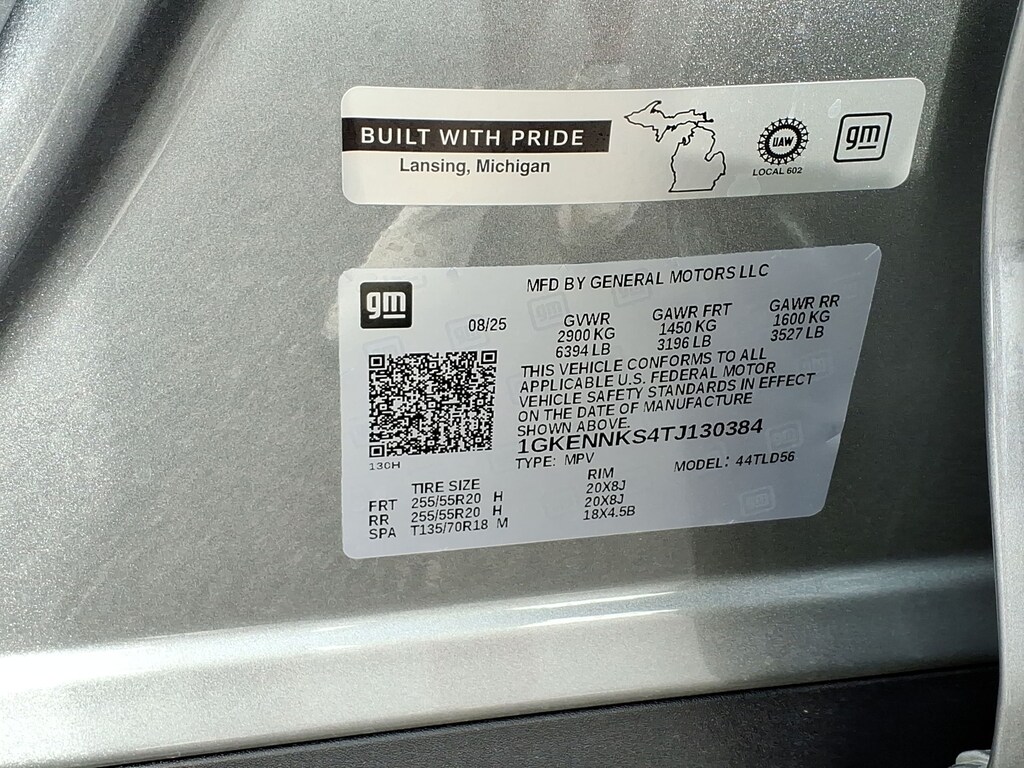 BUILT WITH PRIDE
Lansing, Michigan
UAW
LOCAL 602
gm
gm
MFD BY GENERAL MOTORS LLC
08/25 GVWR GAWR FRT GAWR RR
2900 KG 1450 KG 1600 KG
6394 LB 3196 LB 3527 LB
THIS VEHICLE CONFORMS TO ALL
APPLICABLE U.S. FEDERAL MOTOR
VEHICLE SAFETY STANDARDS IN EFFECT
ON THE DATE OF MANUFACTURE
SHOWN ABOVE.
1GKENNKS4TJ130384
130H
TYPE: MPV MODEL: 44TLD56
TIRE SIZE RIM
FRT 255/55R20 H 20X8J
RR 255/55R20 H 20X8J
SPA T135/70R18 M 18X4.5B